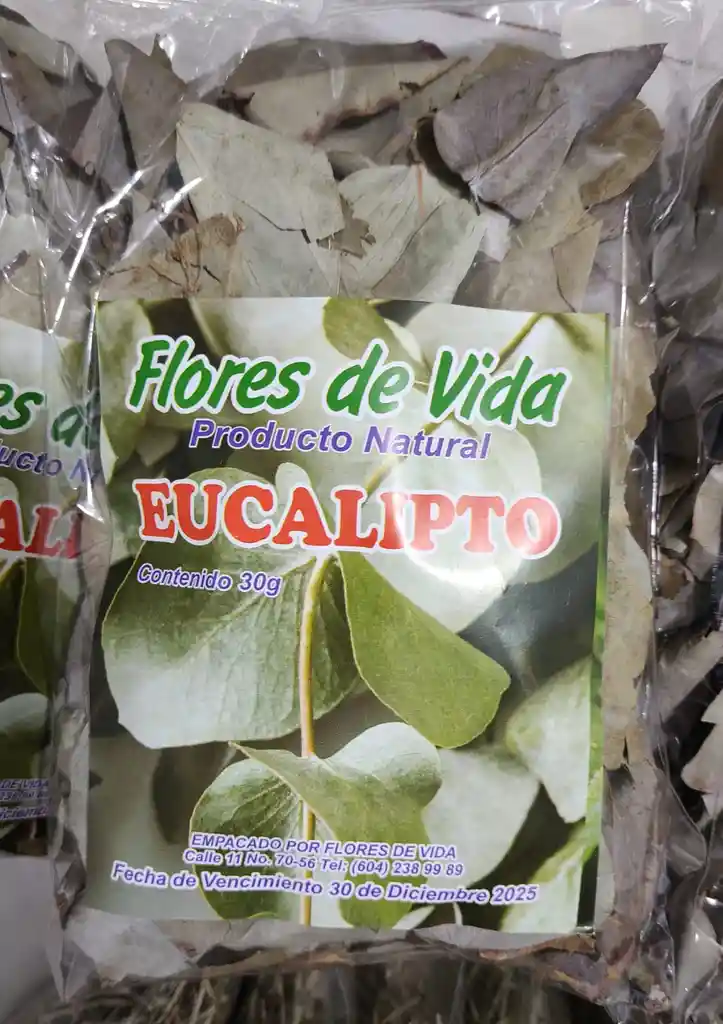 Flores de Vida
Producto Natural
EUCALIPTO
Contenido 30g
EMPACADO POR FLORES DE VIDA
Calle 11 No. 70-56 Tel: (604) 238 99 89
Fecha de Vencimiento 30 de Diciembre 2025